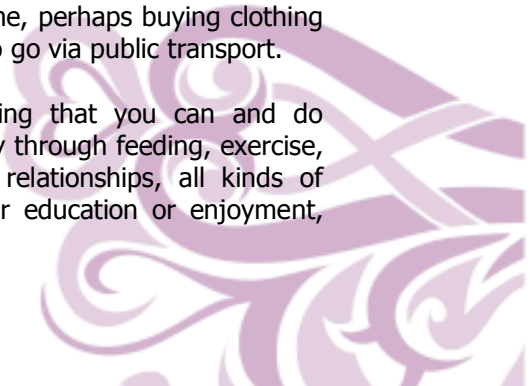 ne, perhaps buying clothing
o go via public transport.
ing that you can and do
y through feeding, exercise,
relationships, all kinds of
r education or enjoyment,